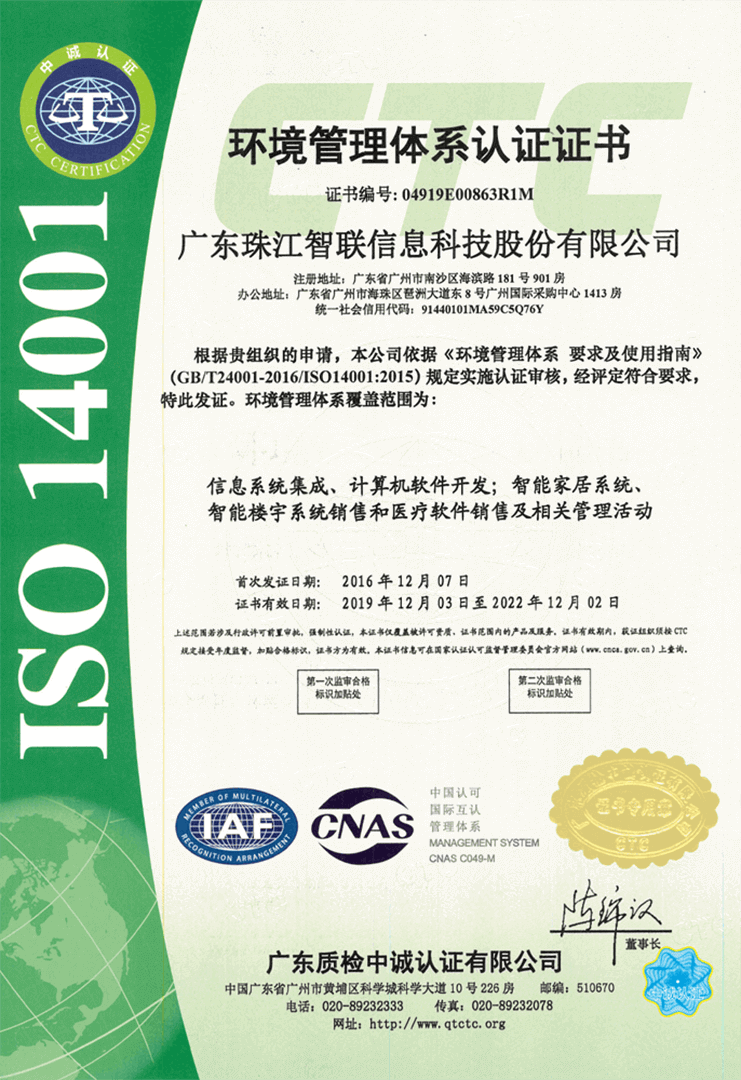 中诚认证
CTC CERTIFICATION
ISO 14001
CTC
环境管理体系认证证书
证书编号: 04919E00863R1M
广东珠江智联信息科技股份有限公司
注册地址：广东省广州市南沙区海滨路 181 号 901 房
办公地址：广东省广州市海珠区琶洲大道东 8 号广州国际采购中心 1413 房
统一社会信用代码：91440101MA59C5Q76Y
根据贵组织的申请，本公司依据《环境管理体系 要求及使用指南》
（GB/T24001-2016/ISO14001:2015）规定实施认证审核，经评定符合要求，
特此发证。环境管理体系覆盖范围为：
信息系统集成、计算机软件开发；智能家居系统、
智能楼宇系统销售和医疗软件销售及相关管理活动
首次发证日期： 2016 年 12 月 07 日
证书有效日期： 2019 年 12 月 03 日至 2022 年 12 月 02 日
上述范围若涉及行政许可前置审批，强制性认证，本证书仅覆盖被许可资质、证书范围内的产品及服务。证书有效期内，获证组织须按 CTC
规定接受年度监督，加贴合格标识，证书方为有效。本证书信息可在国家认证认可监督管理委员会官方网站（www.cnca.gov.cn）上查询。
第一次监审合格
标识加贴处
第二次监审合格
标识加贴处
MEMBER OF MULTILATERAL
IAF
RECOGNITION ARRANGEMENT
CNAS
中国认可
国际互认
管理体系
MANAGEMENT SYSTEM
CNAS C049-M
证书专用章
CTC
董事长
广东质检中诚认证有限公司
中国广东省广州市黄埔区科学城科学大道 10 号 226 房 邮编：510670
电话：020-89232333 传真：020-89232078
网址：http://www.qtctc.org